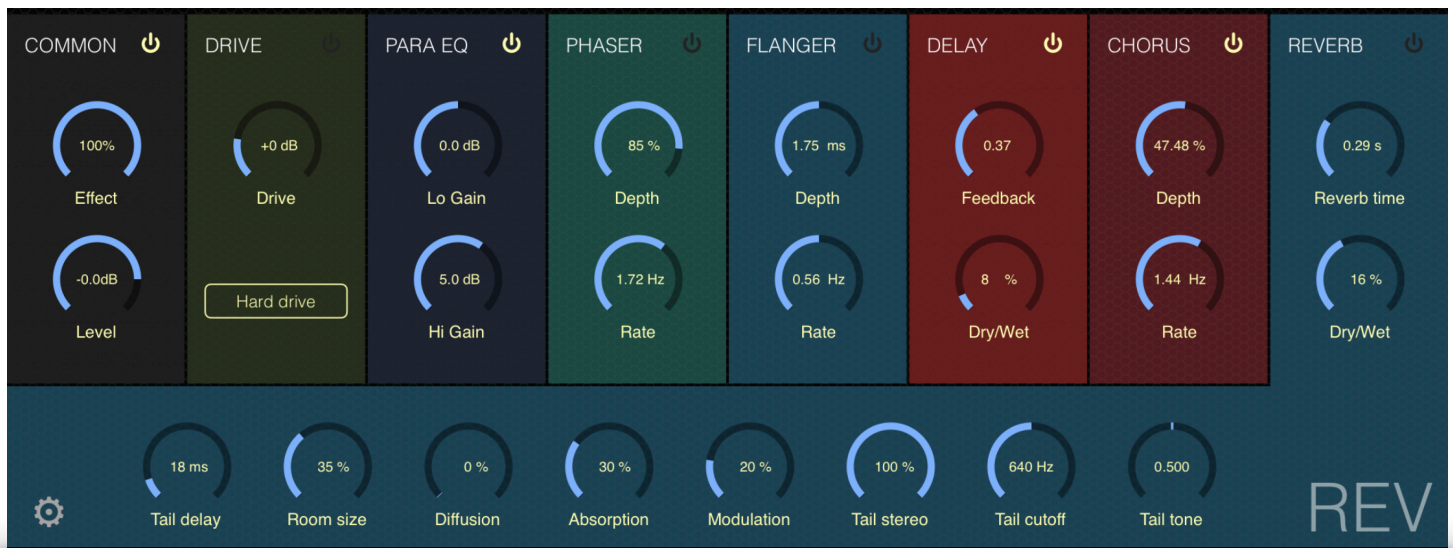 COMMON DRIVE PARA EQ PHASER FLANGER DELAY CHORUS REVERB
100% +0 dB 0.0 dB 85 % 1.75 ms 0.37 47.48 % 0.29 s
Effect Drive Lo Gain Depth Depth Feedback Depth Reverb time
-0.0dB 5.0 dB 1.72 Hz 0.56 Hz 8 % 1.44 Hz 16 %
Hard drive
Level Hi Gain Rate Rate Dry/Wet Rate Dry/Wet
18 ms 35 % 0 % 30 % 20 % 100 % 640 Hz 0.500
Tail delay Room size Diffusion Absorption Modulation Tail stereo Tail cutoff Tail tone
REV